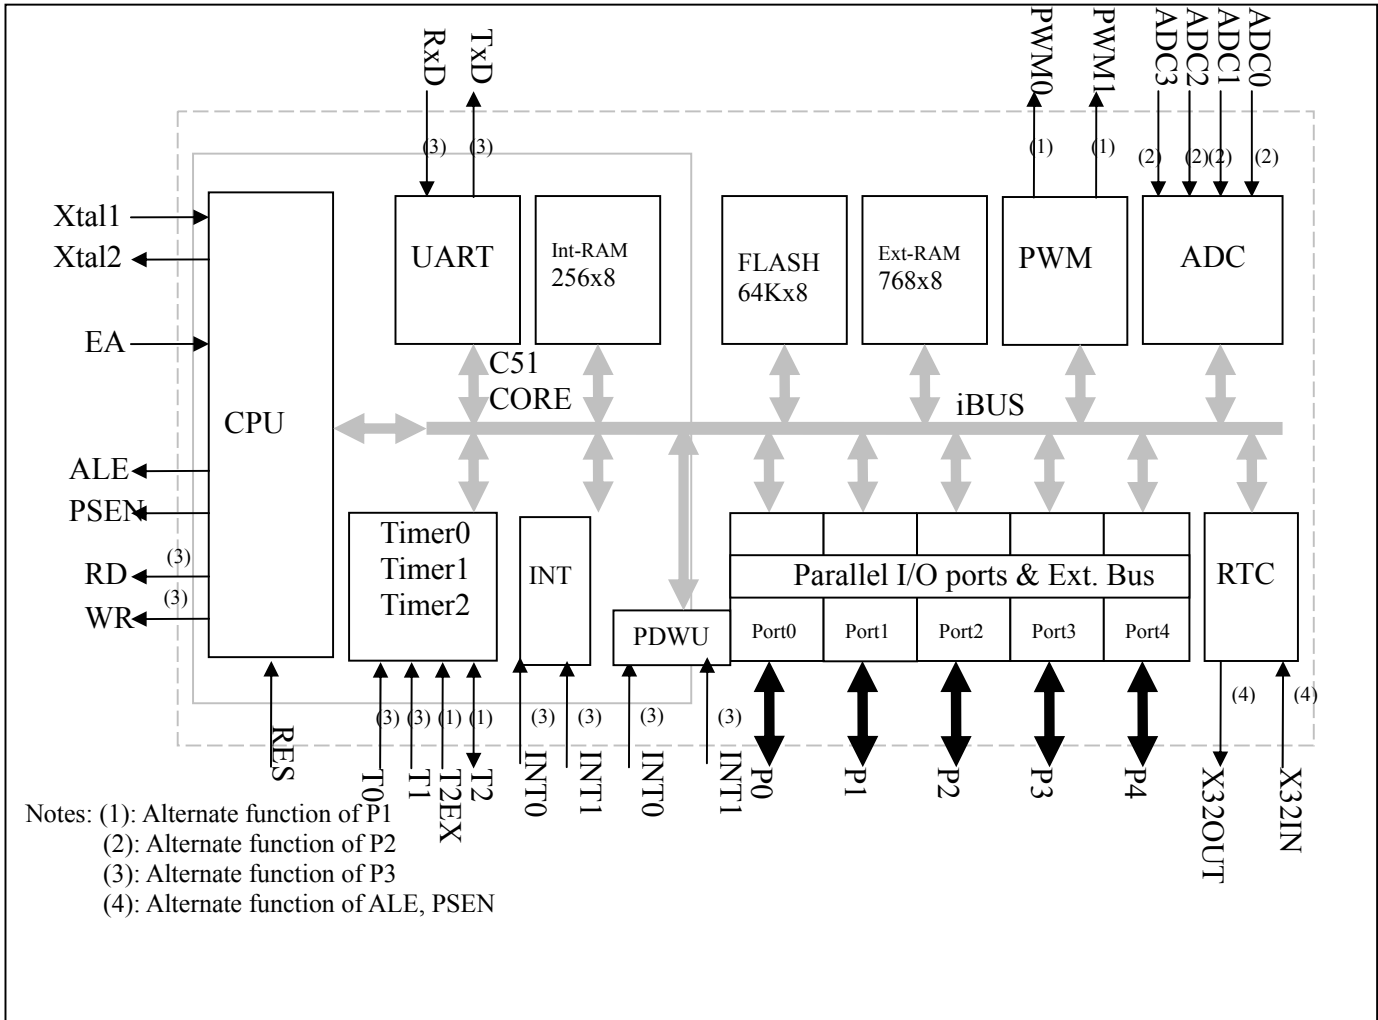 RxD
TxD
PWM0
PWM1
ADC3
ADC2
ADC1
ADC0
(3)
(3)
(1)
(1)
(2)
(2)
(2)
(2)
Xtal1
Xtal2
EA
ALE
PSEN
(3)
RD
(3)
WR
CPU
UART
Int-RAM
256x8
FLASH
64Kx8
Ext-RAM
768x8
PWM
ADC
C51
CORE
iBUS
Timer0
Timer1
Timer2
INT
PDWU
Parallel I/O ports & Ext. Bus
Port0
Port1
Port2
Port3
Port4
RTC
(3)
(3)
(1)
(1)
(3)
(3)
(3)
(3)
(4)
(4)
RES
T0
T1
T2EX
T2
INT0
INT1
INT0
INT1
P0
P1
P2
P3
P4
X32OUT
X32IN
Notes: (1): Alternate function of P1
(2): Alternate function of P2
(3): Alternate function of P3
(4): Alternate function of ALE, PSEN